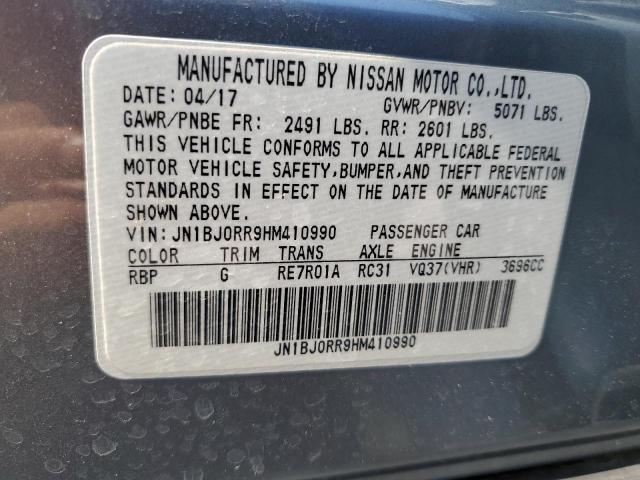 MANUFACTURED BY NISSAN MOTOR CO.,LTD.
DATE: 04/17 GVWR/PNBV: 5071 LBS.
GAWR/PNBE FR: 2491 LBS. RR: 2601 LBS.
THIS VEHICLE CONFORMS TO ALL APPLICABLE FEDERAL
MOTOR VEHICLE SAFETY,BUMPER,AND THEFT PREVENTION
STANDARDS IN EFFECT ON THE DATE OF MANUFACTURE
SHOWN ABOVE.
VIN: JN1BJ0RR9HM410990 PASSENGER CAR
COLOR TRIM TRANS AXLE ENGINE
RBP G RE7R01A RC31 VQ37(VHR) 3696CC
JN1BJ0RR9HM410990